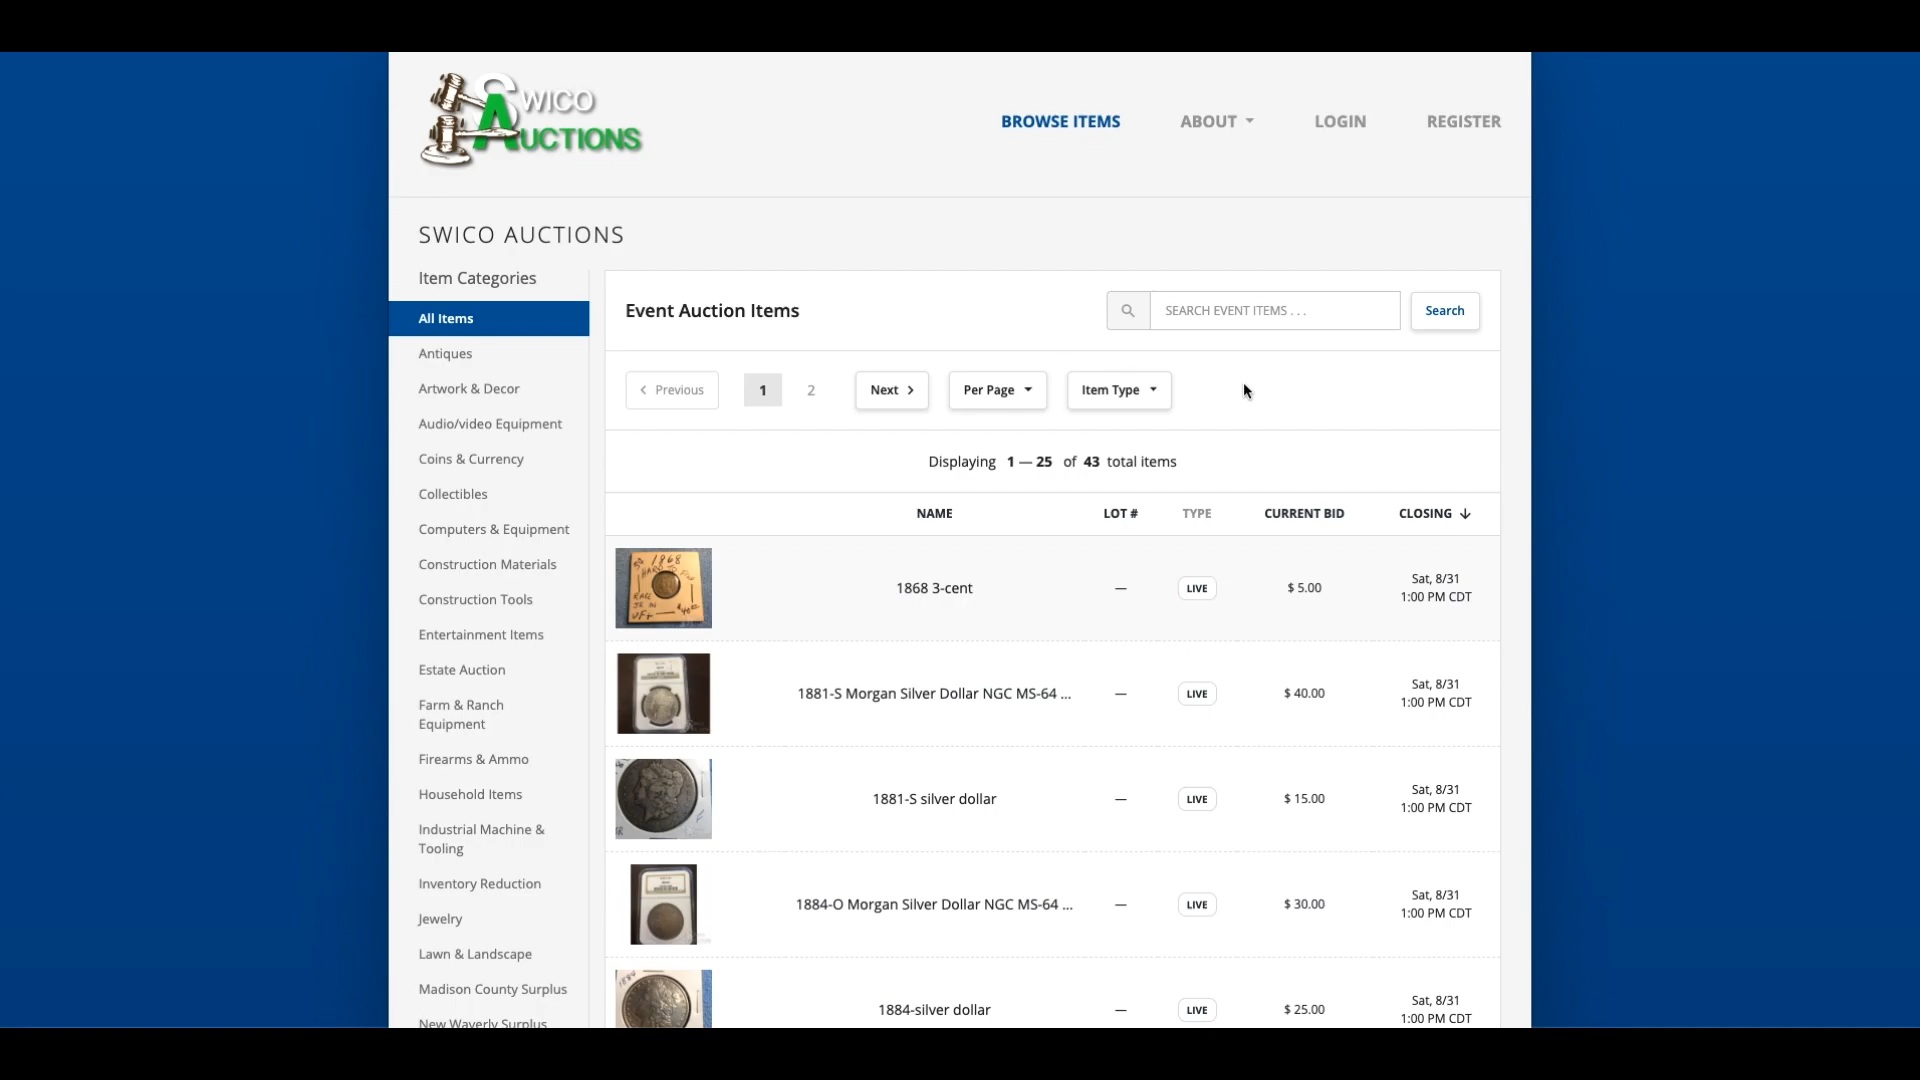 SWICO
AUCTIONS
BROWSE ITEMS
ABOUT
LOGIN
REGISTER
SWICO AUCTIONS
Item Categories
All Items
Antiques
Artwork & Decor
Audio/video Equipment
Coins & Currency
Collectibles
Computers & Equipment
Construction Materials
Construction Tools
Entertainment Items
Estate Auction
Farm & Ranch
Equipment
Firearms & Ammo
Household Items
Industrial Machine &
Tooling
Inventory Reduction
Jewelry
Lawn & Landscape
Madison County Surplus
New Waverly Surplus
Event Auction Items
SEARCH EVENT ITEMS . . .
Search
Previous
1
2
Next
Per Page
Item Type
Displaying 1 — 25 of 43 total items
NAME LOT # TYPE CURRENT BID CLOSING
1868
1868 3-cent — LIVE $ 5.00 Sat, 8/31
1:00 PM CDT
1881-S Morgan Silver Dollar NGC MS-64 ... — LIVE $ 40.00 Sat, 8/31
1:00 PM CDT
1881-S silver dollar — LIVE $ 15.00 Sat, 8/31
1:00 PM CDT
1884-O Morgan Silver Dollar NGC MS-64 ... — LIVE $ 30.00 Sat, 8/31
1:00 PM CDT
1884-silver dollar — LIVE $ 25.00 Sat, 8/31
1:00 PM CDT